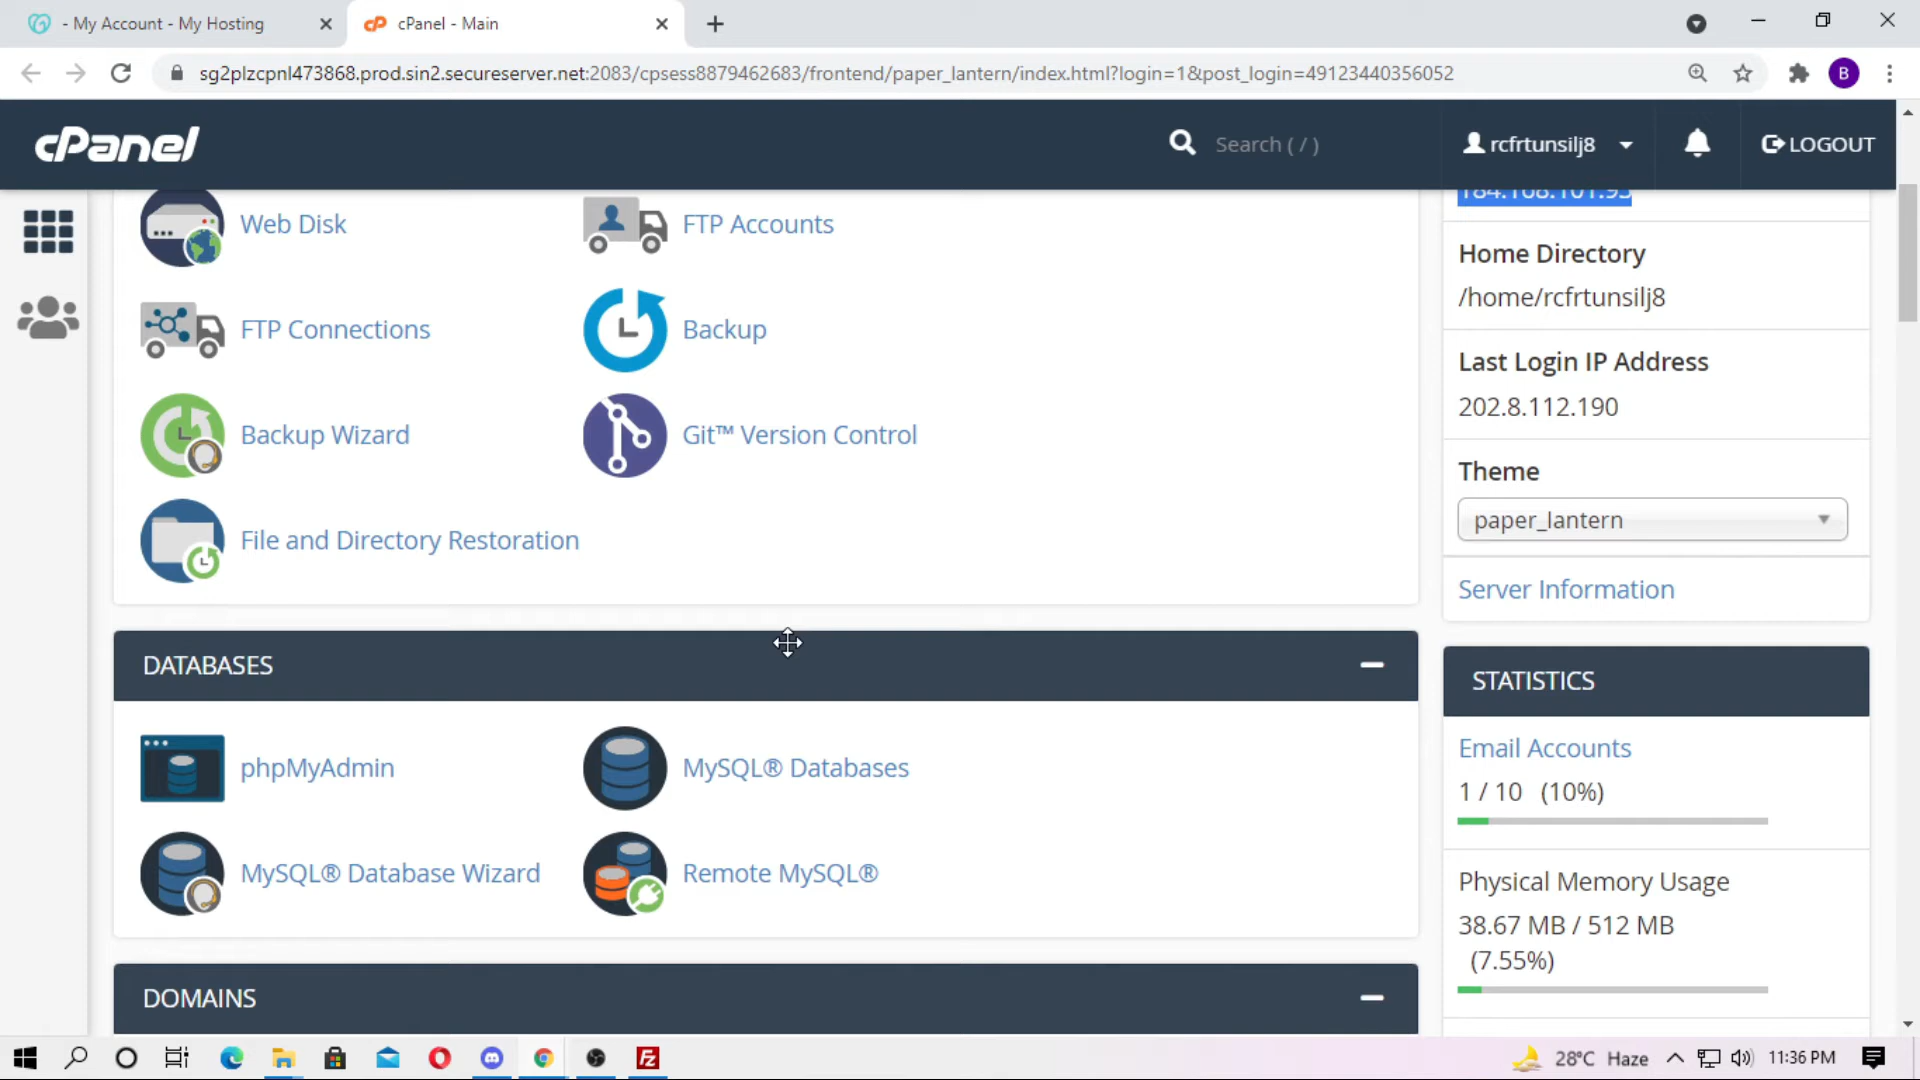 - My Account - My Hosting
cPanel - Main
sg2plzcpnl473868.prod.sin2.secureserver.net:2083/cpsess8879462683/frontend/paper_lantern/index.html?login=1&post_login=49123440356052
B
cPanel
Search ( / )
rcfrtunsilj8
LOGOUT
Web Disk
FTP Accounts
FTP Connections
Backup
Backup Wizard
Git™ Version Control
File and Directory Restoration
DATABASES
phpMyAdmin
MySQL® Databases
MySQL® Database Wizard
Remote MySQL®
DOMAINS
Home Directory
/home/rcfrtunsilj8
Last Login IP Address
202.8.112.190
Theme
paper_lantern
Server Information
STATISTICS
Email Accounts
1 / 10 (10%)
Physical Memory Usage
38.67 MB / 512 MB
(7.55%)
28°C Haze
11:36 PM